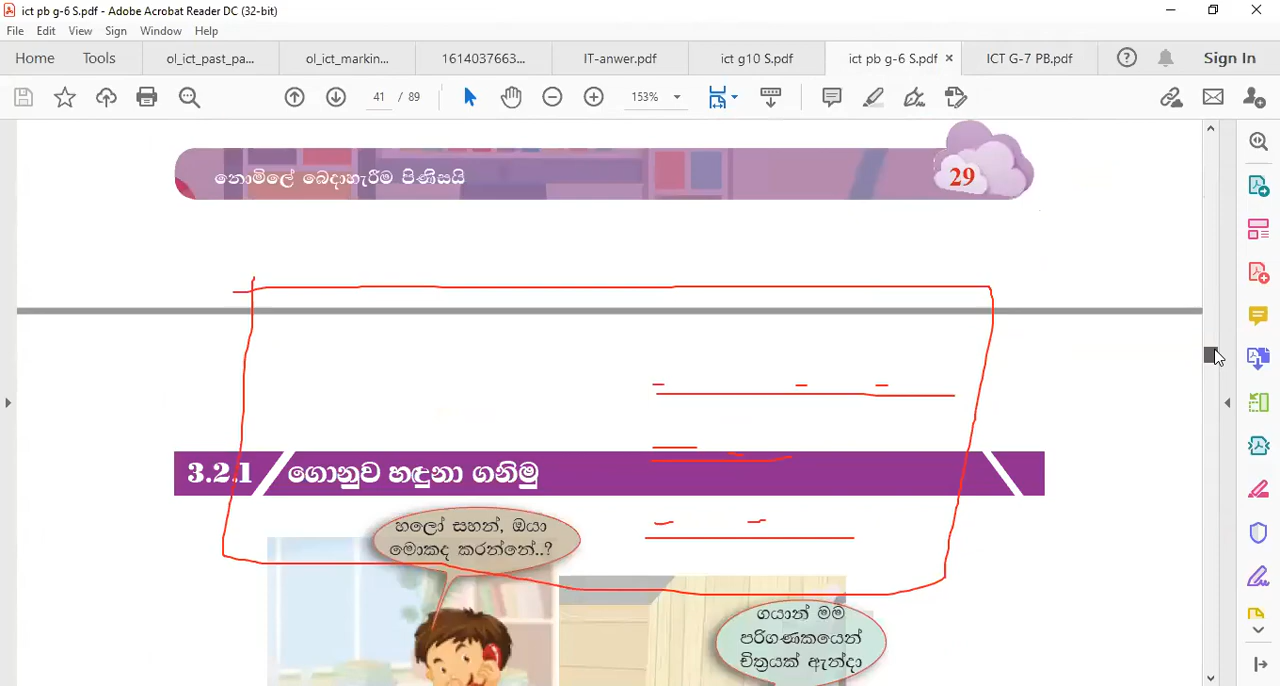 ict pb g-6 S.pdf - Adobe Acrobat Reader DC (32-bit)
File Edit View Sign Window Help
Home Tools ol_ict_past_pa... ol_ict_markin... 1614037663... IT-anwer.pdf ict g10 S.pdf ict pb g-6 S.pdf × ICT G-7 PB.pdf Sign In
41 / 89 153%
නොමිලේ බෙදාහැරීම පිණිසයි 29
3.2.1 ගොනුව හඳුනා ගනිමු
හලෝ සහන්, ඔයා
මොකද කරන්නේ..?
ගයාන් මම
පරිගණකයෙන්
චිත්‍රයක් ඇන්දා